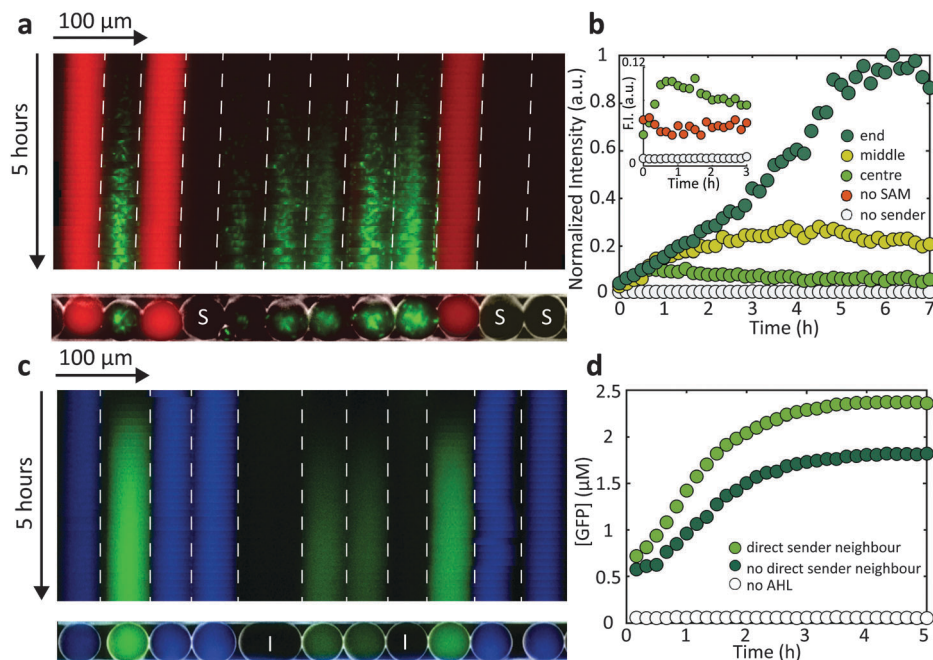 a
100 µm
5 hours
S
S
S
b
Normalized Intensity (a.u.)
1
0.8
0.6
0.4
0.2
0
0.12
F.I. (a.u.)
0
0
1
2
3
Time (h)
end
middle
centre
no SAM
no sender
0
1
2
3
4
5
6
7
Time (h)
c
100 µm
5 hours
I
I
d
[GFP] (µM)
2.5
2
1.5
1
0.5
0
direct sender neighbour
no direct sender neighbour
no AHL
0
1
2
3
4
5
Time (h)